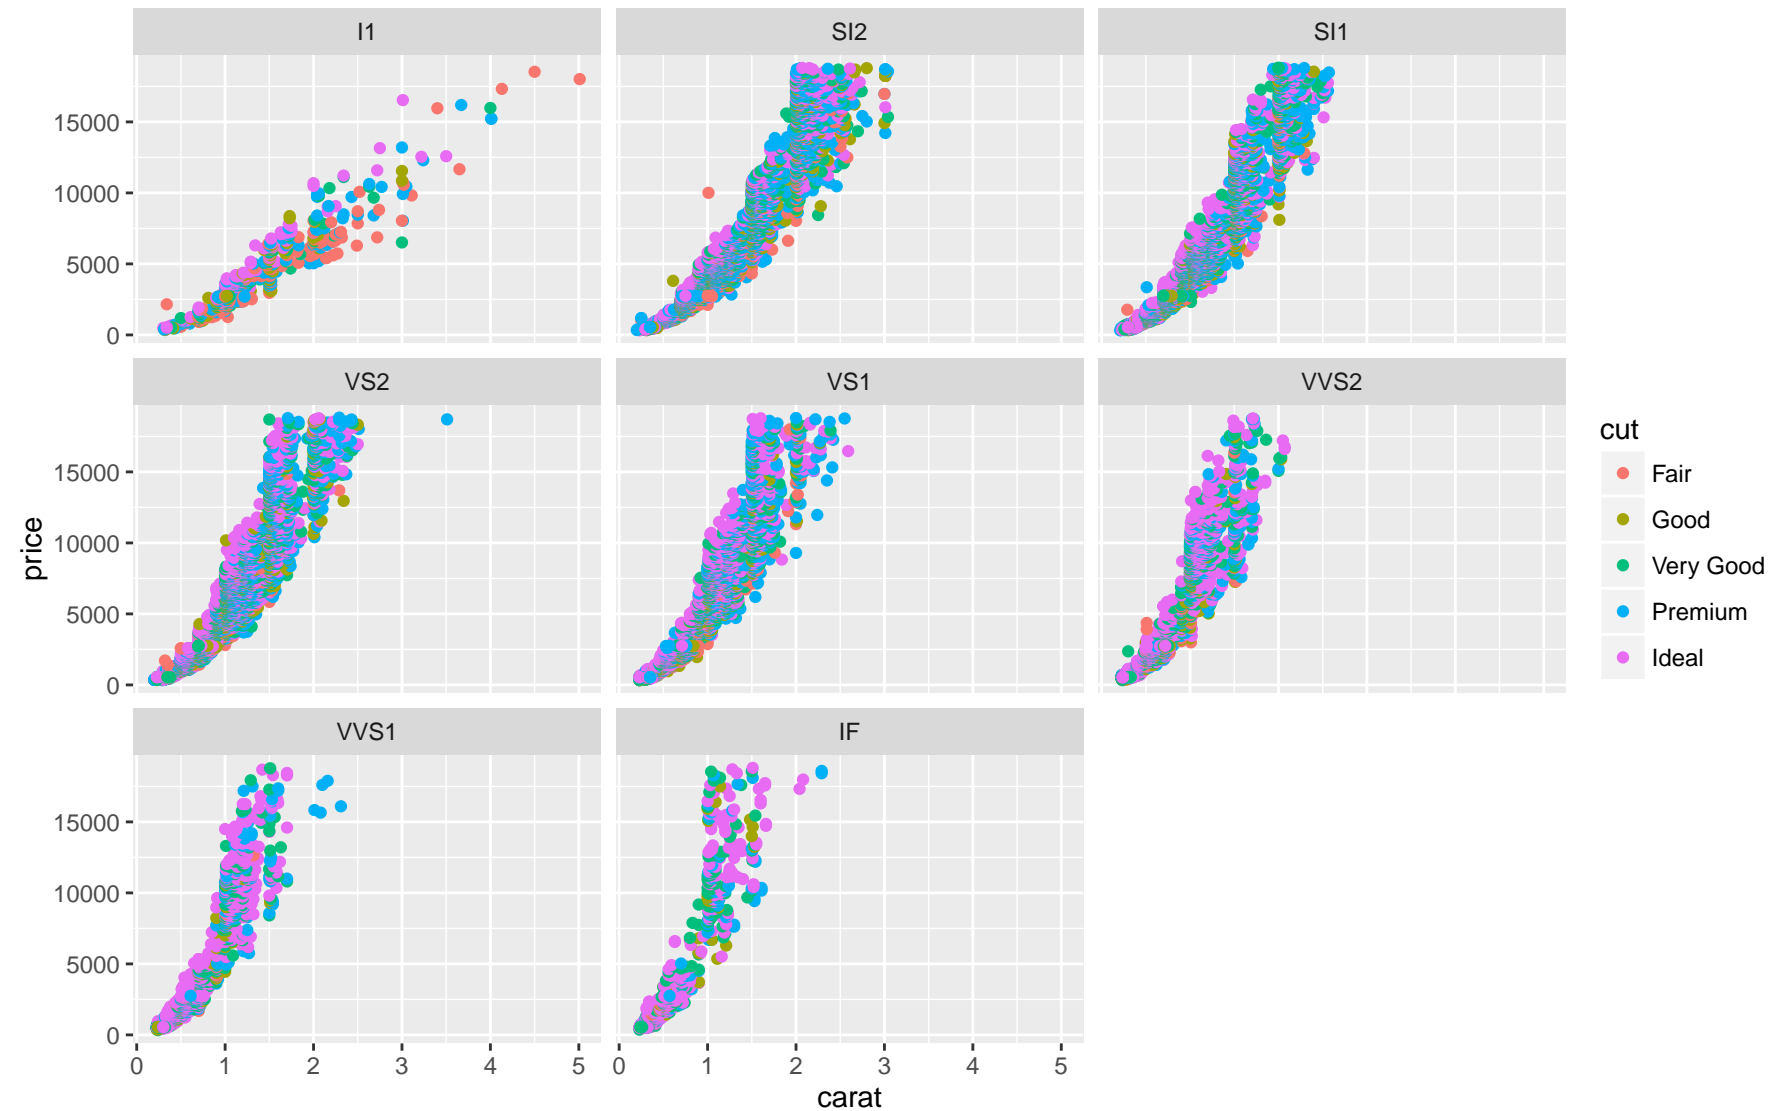 I1
SI2
SI1
15000
10000
5000
0
VS2
VS1
VVS2
15000
10000
5000
0
price
cut
Fair
Good
Very Good
Premium
Ideal
VVS1
IF
15000
10000
5000
0
0 1 2 3 4 5
0 1 2 3 4 5
carat